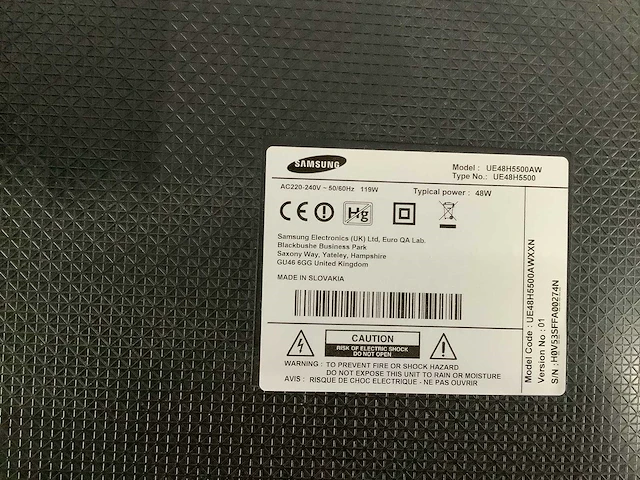 SAMSUNG
Model : UE48H5500AW
Type No.: UE48H5500
AC220-240V ~ 50/60Hz 119W
Typical power : 48W
CE
Hg
Samsung Electronics (UK) Ltd, Euro QA Lab.
Blackbushe Business Park
Saxony Way, Yateley, Hampshire
GU46 6GG United Kingdom
MADE IN SLOVAKIA
CAUTION
RISK OF ELECTRIC SHOCK
DO NOT OPEN
WARNING : TO PREVENT FIRE OR SHOCK HAZARD
DO NOT EXPOSE THIS UNIT TO RAIN OR MOISTURE
AVIS : RISQUE DE CHOC ELECTRIQUE - NE PAS OUVRIR
Model Code : UE48H5500AWXXN
Version No : 01
S/N : H0V53SFFA00274N